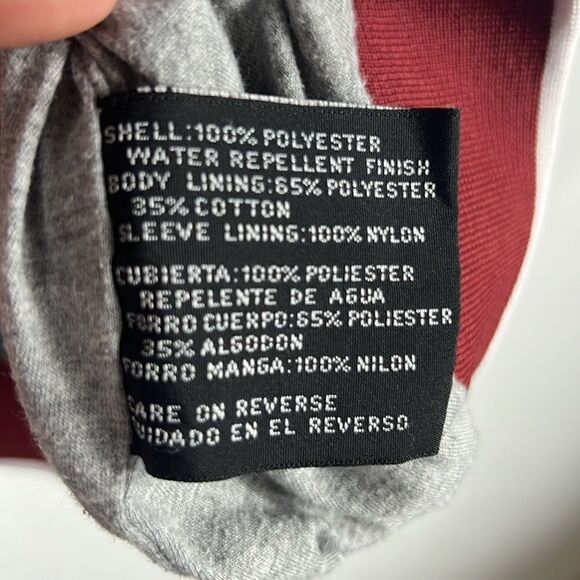 SHELL:100% POLYESTER
WATER REPELLENT FINISH
BODY LINING:65% POLYESTER
35% COTTON
SLEEVE LINING:100% NYLON
CUBIERTA:100% POLIESTER
REPELENTE DE AGUA
FORRO CUERPO:65% POLIESTER
35% ALGODON
FORRO MANGA:100% NILON
CARE ON REVERSE
CUIDADO EN EL REVERSO